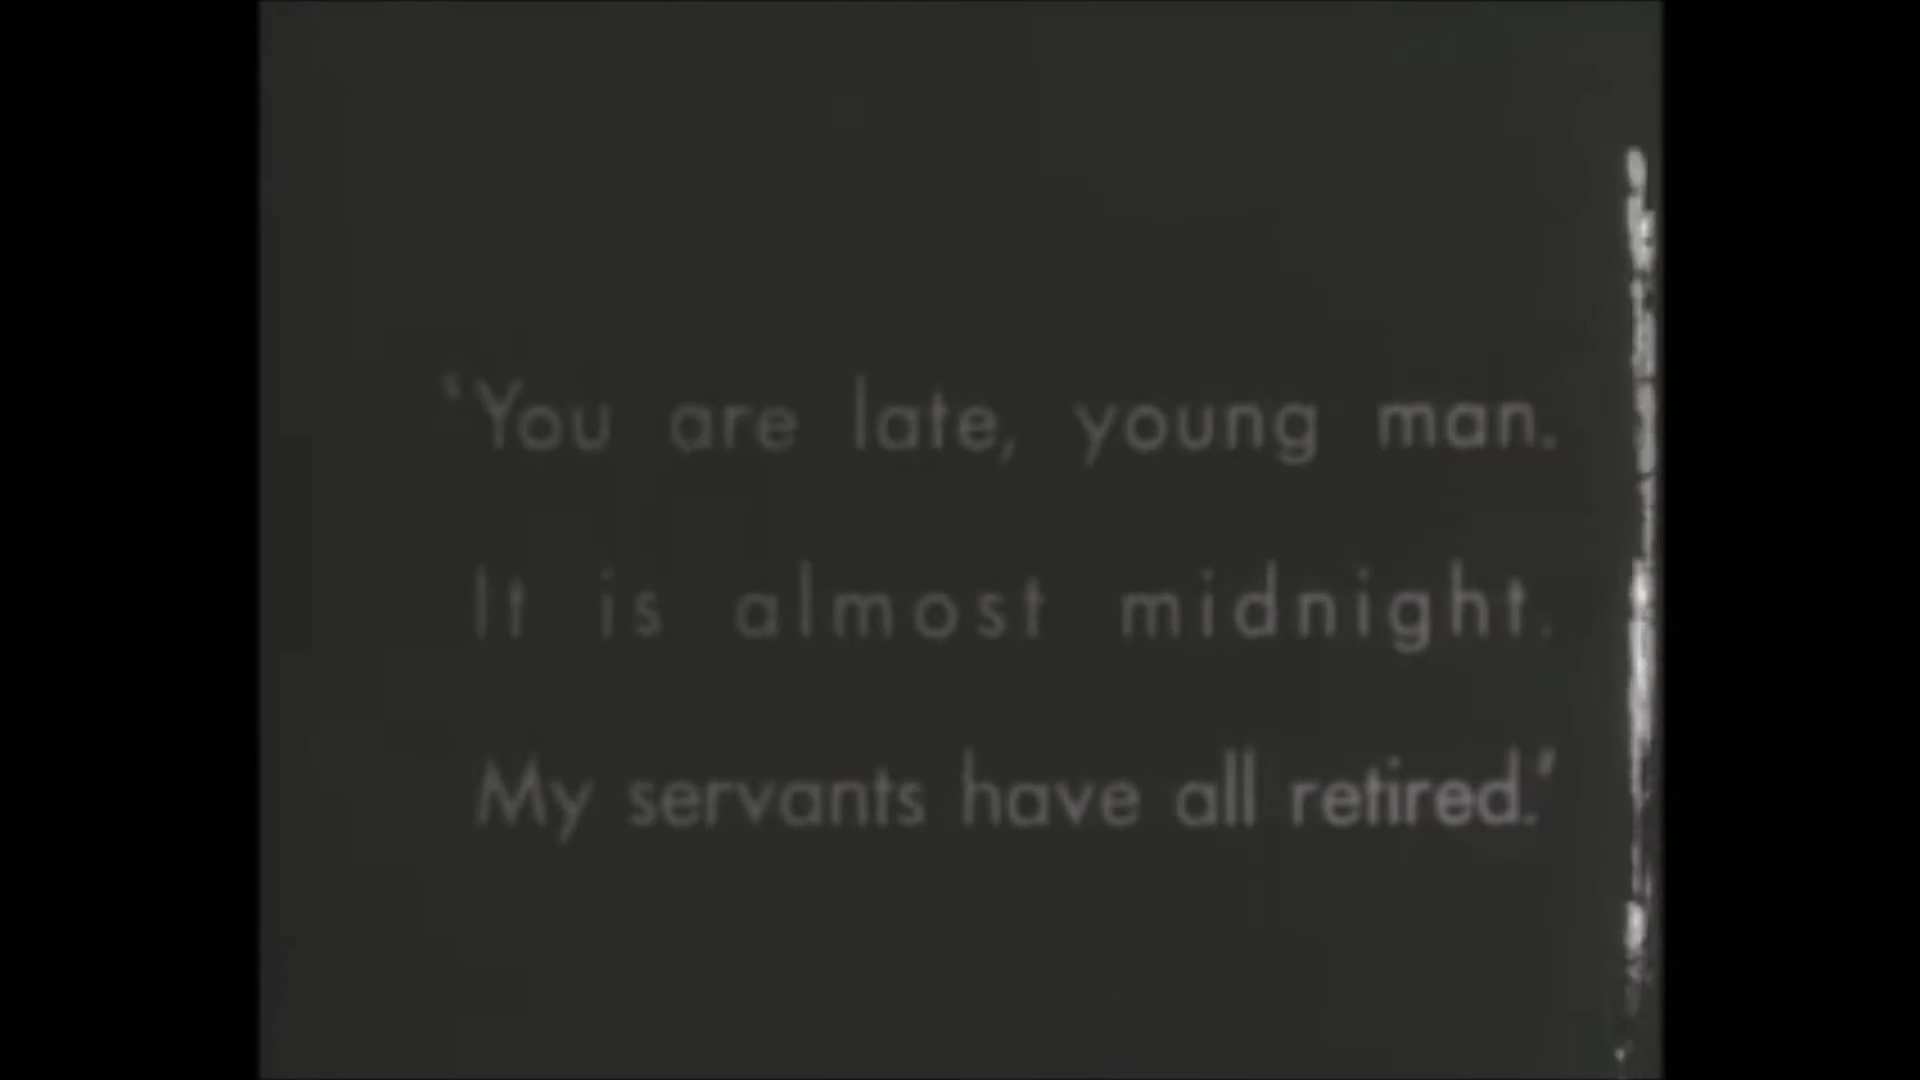 'You are late, young man.
It is almost midnight.
My servants have all retired.'